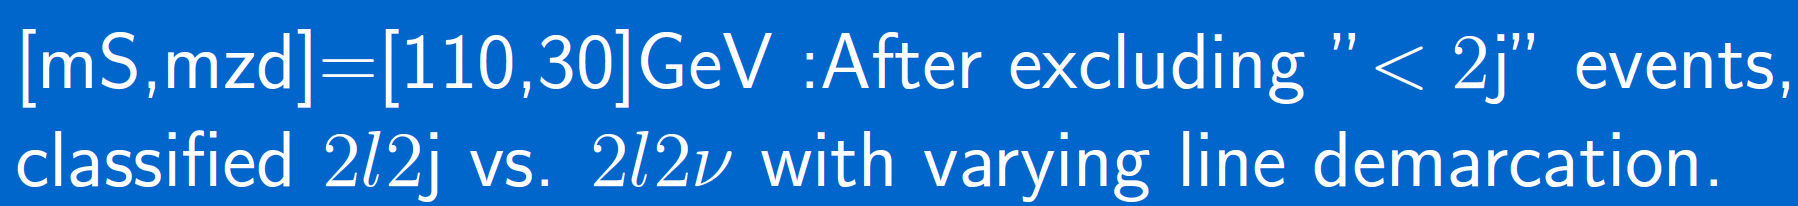 [mS,mzd]=[110,30]GeV :After excluding ”< 2j” events,
classified 2l2j vs. 2l2ν with varying line demarcation.